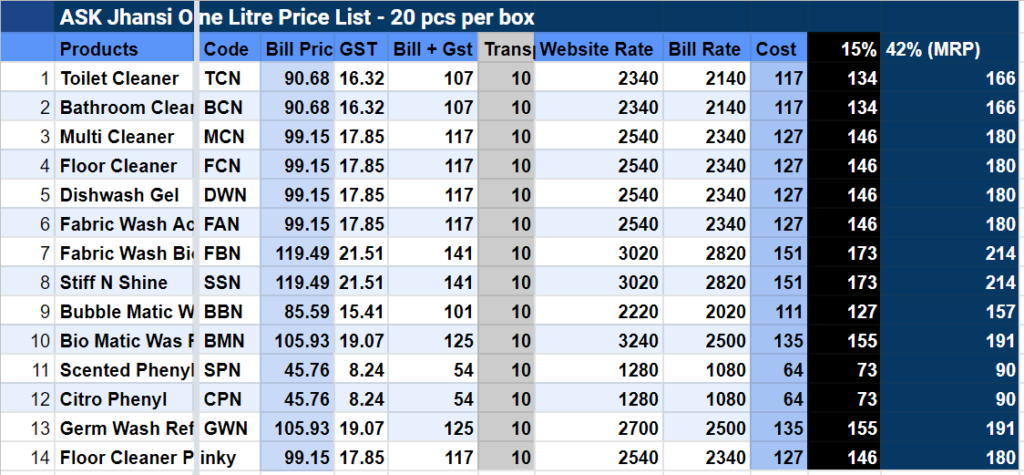 ASK Jhansi One Litre Price List - 20 pcs per box
Products Code Bill Pric GST Bill + Gst Transp Website Rate Bill Rate Cost 15% 42% (MRP)
1 Toilet Cleaner TCN 90.68 16.32 107 10 2340 2140 117 134 166
2 Bathroom Clear BCN 90.68 16.32 107 10 2340 2140 117 134 166
3 Multi Cleaner MCN 99.15 17.85 117 10 2540 2340 127 146 180
4 Floor Cleaner FCN 99.15 17.85 117 10 2540 2340 127 146 180
5 Dishwash Gel DWN 99.15 17.85 117 10 2540 2340 127 146 180
6 Fabric Wash Ac FAN 99.15 17.85 117 10 2540 2340 127 146 180
7 Fabric Wash Bio FBN 119.49 21.51 141 10 3020 2820 151 173 214
8 Stiff N Shine SSN 119.49 21.51 141 10 3020 2820 151 173 214
9 Bubble Matic W BBN 85.59 15.41 101 10 2220 2020 111 127 157
10 Bio Matic Was F BMN 105.93 19.07 125 10 3240 2500 135 155 191
11 Scented Phenyl SPN 45.76 8.24 54 10 1280 1080 64 73 90
12 Citro Phenyl CPN 45.76 8.24 54 10 1280 1080 64 73 90
13 Germ Wash Ref GWN 105.93 19.07 125 10 2700 2500 135 155 191
14 Floor Cleaner Pinky 99.15 17.85 117 10 2540 2340 127 146 180